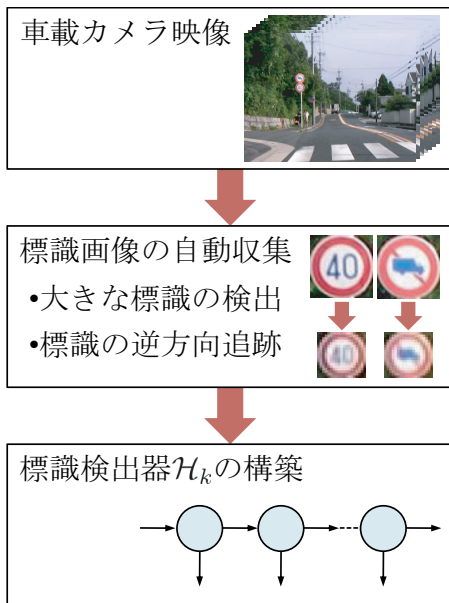 車載カメラ映像
標識画像の自動収集
•大きな標識の検出
•標識の逆方向追跡
40
40
標識検出器ℋₖの構築